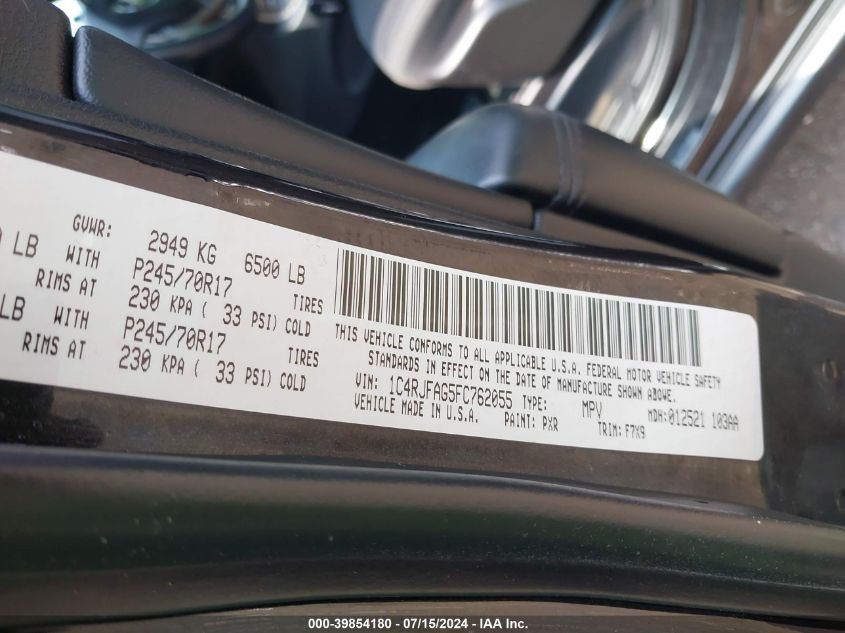 GVWR: 2949 KG 6500 LB
LB WITH P245/70R17 TIRES
RIMS AT 230 KPA ( 33 PSI) COLD
LB WITH P245/70R17 TIRES
RIMS AT 230 KPA ( 33 PSI) COLD
THIS VEHICLE CONFORMS TO ALL APPLICABLE U.S.A. FEDERAL MOTOR VEHICLE SAFETY
STANDARDS IN EFFECT ON THE DATE OF MANUFACTURE SHOWN ABOVE.
VIN: 1C4RJFAG5FC762055 TYPE: MPV MDH:012521 103AA
VEHICLE MADE IN U.S.A. PAINT: PXR TRIM: F7X9
000-39854180 - 07/15/2024 - IAA Inc.